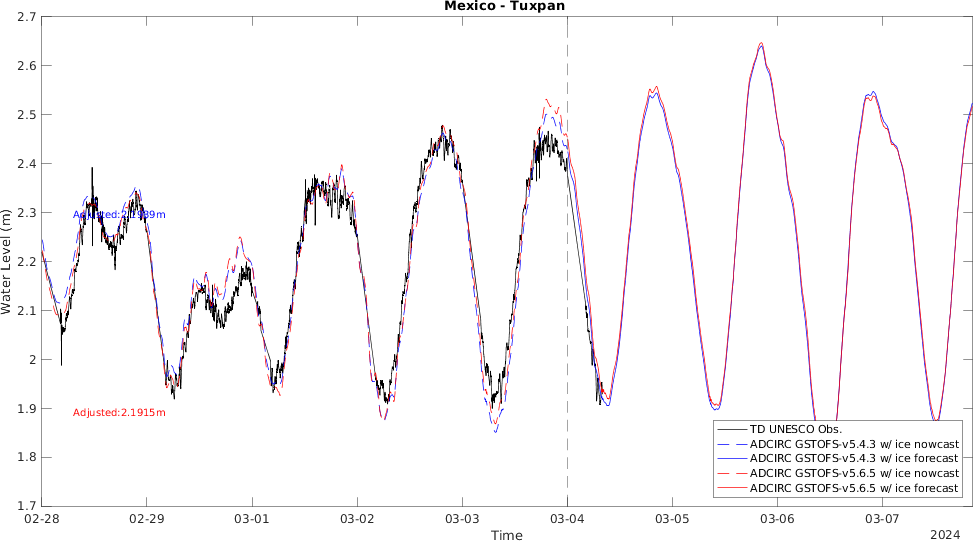 Mexico - Tuxpan
2.7
2.6
2.5
2.4
2.3
2.2
2.1
2
1.9
1.8
1.7
Water Level (m)
Adjusted:2.1989m
Adjusted:2.1915m
TD UNESCO Obs.
ADCIRC GSTOFS-v5.4.3 w/ ice nowcast
ADCIRC GSTOFS-v5.4.3 w/ ice forecast
ADCIRC GSTOFS-v5.6.5 w/ ice nowcast
ADCIRC GSTOFS-v5.6.5 w/ ice forecast
02-28 02-29 03-01 03-02 03-03 03-04 03-05 03-06 03-07
Time
2024